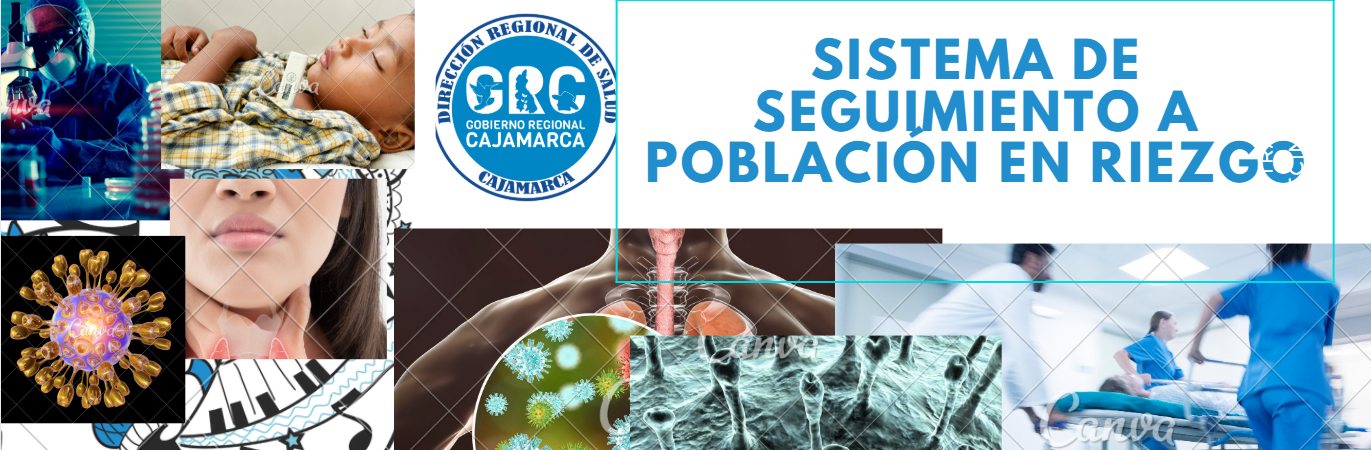 DIRECCIÓN REGIONAL DE SALUD
GRC
GOBIERNO REGIONAL
CAJAMARCA
CAJAMARCA
SISTEMA DE
SEGUIMIENTO A
POBLACIÓN EN RIEZGO
Canva
Canva
Canva
Canva
Canva